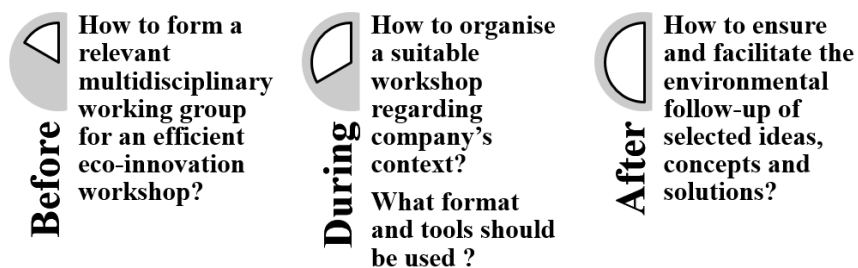 Before
How to form a
relevant
multidisciplinary
working group
for an efficient
eco-innovation
workshop?
During
How to organise
a suitable
workshop
regarding
company's
context?
What format
and tools should
be used ?
After
How to ensure
and facilitate the
environmental
follow-up of
selected ideas,
concepts and
solutions?